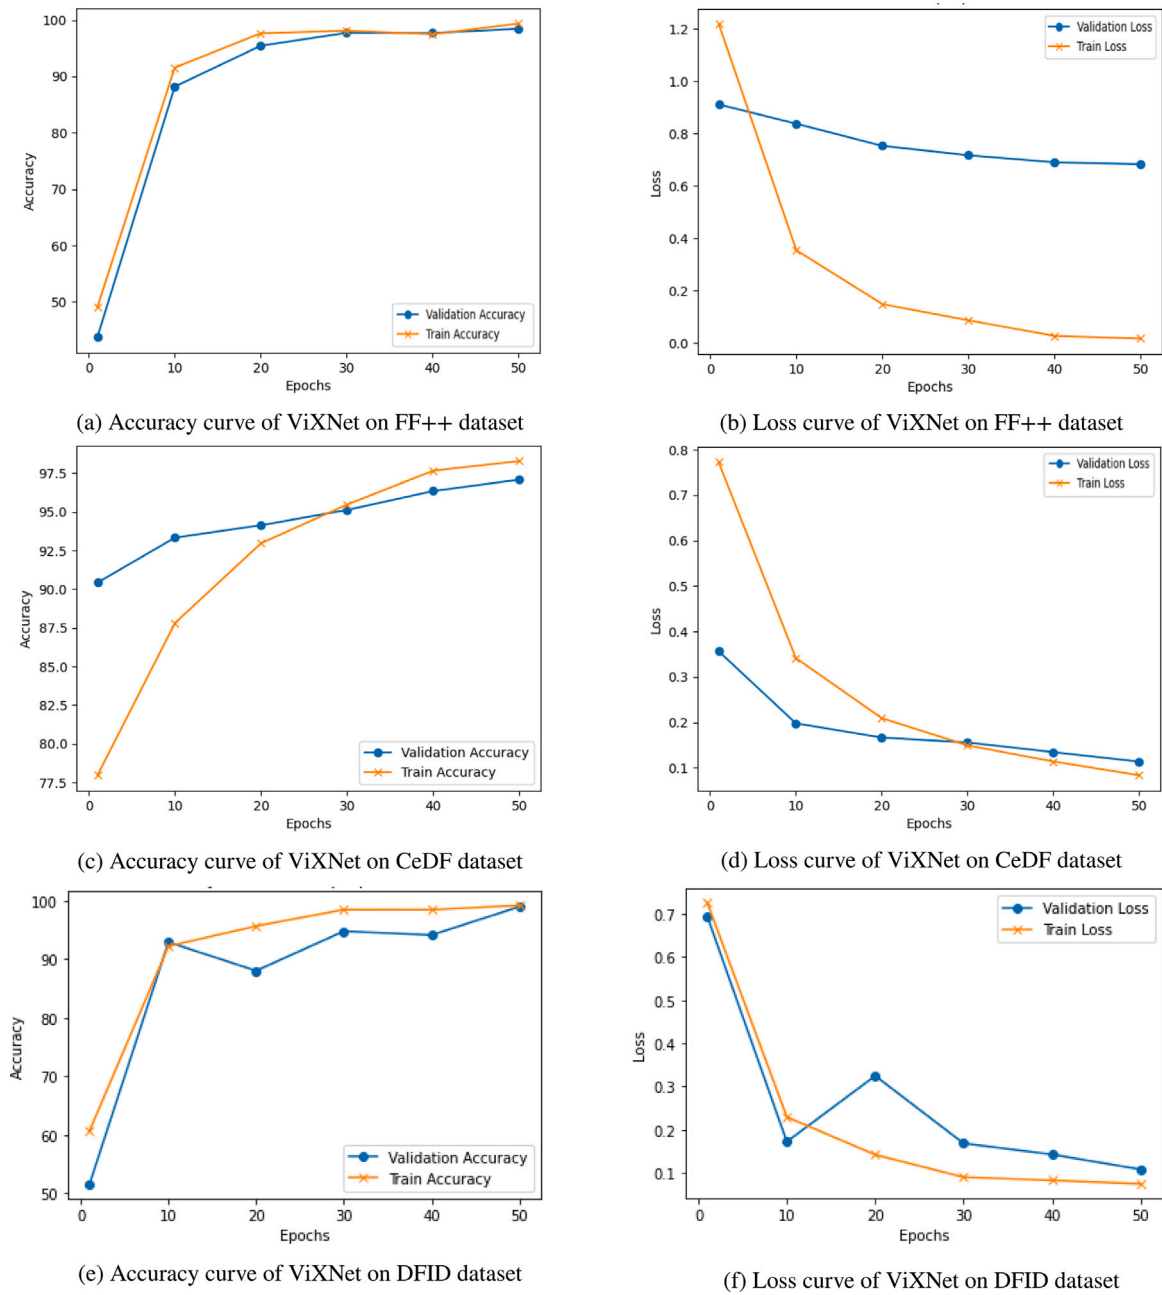 100
90
80
70
60
50
Accuracy
Validation Accuracy
Train Accuracy
0 10 20 30 40 50
Epochs
(a) Accuracy curve of ViXNet on FF++ dataset
1.2
1.0
0.8
0.6
0.4
0.2
0.0
Loss
Validation Loss
Train Loss
0 10 20 30 40 50
Epochs
(b) Loss curve of ViXNet on FF++ dataset
97.5
95.0
92.5
90.0
87.5
85.0
82.5
80.0
77.5
Accuracy
Validation Accuracy
Train Accuracy
0 10 20 30 40 50
Epochs
(c) Accuracy curve of ViXNet on CeDF dataset
0.8
0.7
0.6
0.5
0.4
0.3
0.2
0.1
Loss
Validation Loss
Train Loss
0 10 20 30 40 50
Epochs
(d) Loss curve of ViXNet on CeDF dataset
100
90
80
70
60
50
Accuracy
Validation Accuracy
Train Accuracy
0 10 20 30 40 50
Epochs
(e) Accuracy curve of ViXNet on DFID dataset
0.7
0.6
0.5
0.4
0.3
0.2
0.1
Loss
Validation Loss
Train Loss
0 10 20 30 40 50
Epochs
(f) Loss curve of ViXNet on DFID dataset